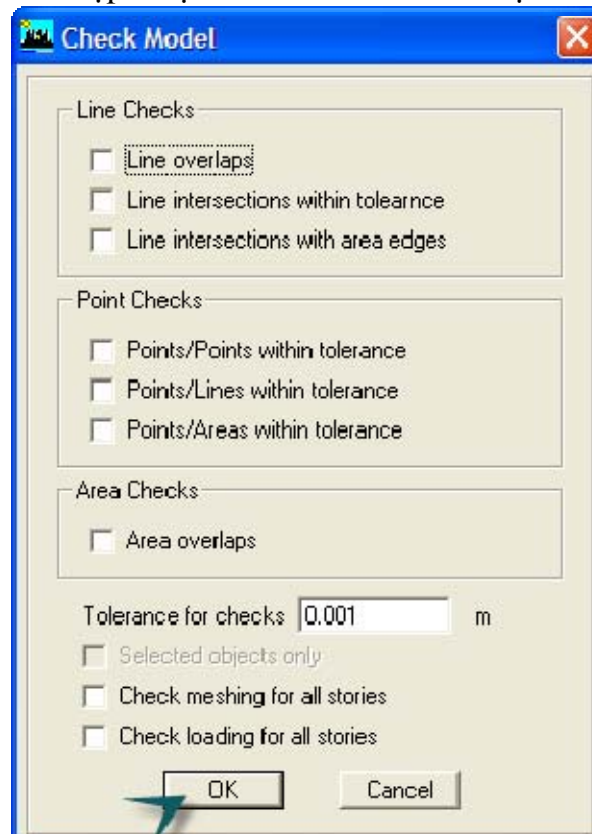 Check Model
Line Checks
Line overlaps
Line intersections within tolearnce
Line intersections with area edges
Point Checks
Points/Points within tolerance
Points/Lines within tolerance
Points/Areas within tolerance
Area Checks
Area overlaps
Tolerance for checks 0.001 m
Selected objects only
Check meshing for all stories
Check loading for all stories
OK Cancel